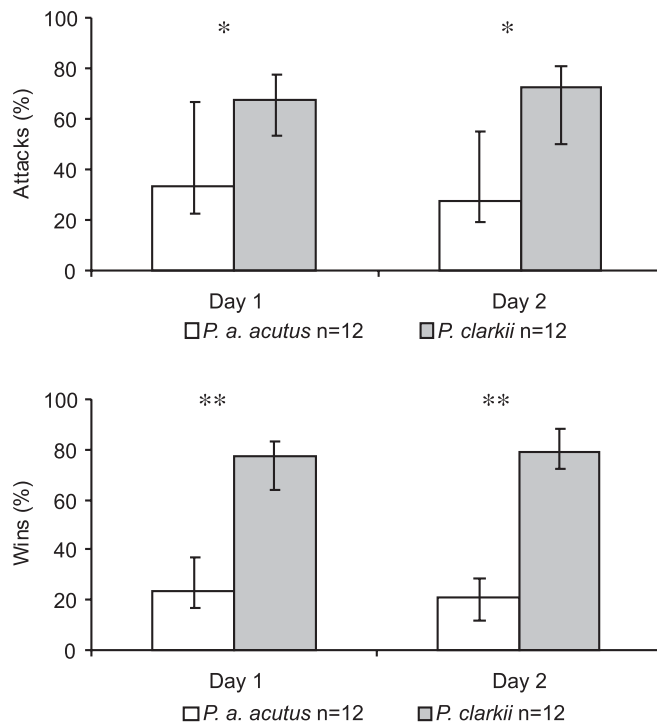 100
80
60
40
20
0
Attacks (%)
*
*
Day 1
Day 2
P. a. acutus n=12
P. clarkii n=12
100
80
60
40
20
0
Wins (%)
**
**
Day 1
Day 2
P. a. acutus n=12
P. clarkii n=12